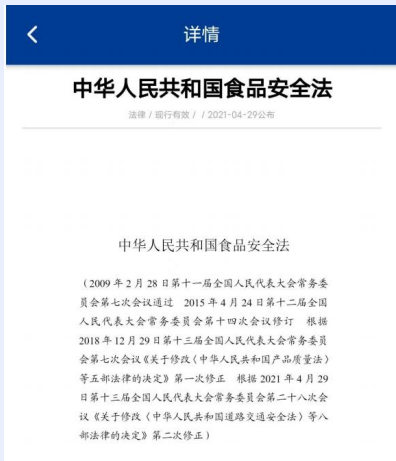 详情
中华人民共和国食品安全法
法律 / 现行有效 / / 2021-04-29公布
中华人民共和国食品安全法
（2009 年 2 月 28 日第十一届全国人民代表大会常务委
员会第七次会议通过　2015 年 4 月 24 日第十二届全国
人民代表大会常务委员会第十四次会议修订　根据
2018 年 12 月 29 日第十三届全国人民代表大会常务委员
会第七次会议《关于修改〈中华人民共和国产品质量法〉
等五部法律的决定》第一次修正　根据 2021 年 4 月 29
日第十三届全国人民代表大会常务委员会第二十八次会
议《关于修改〈中华人民共和国道路交通安全法〉等八
部法律的决定》第二次修正）